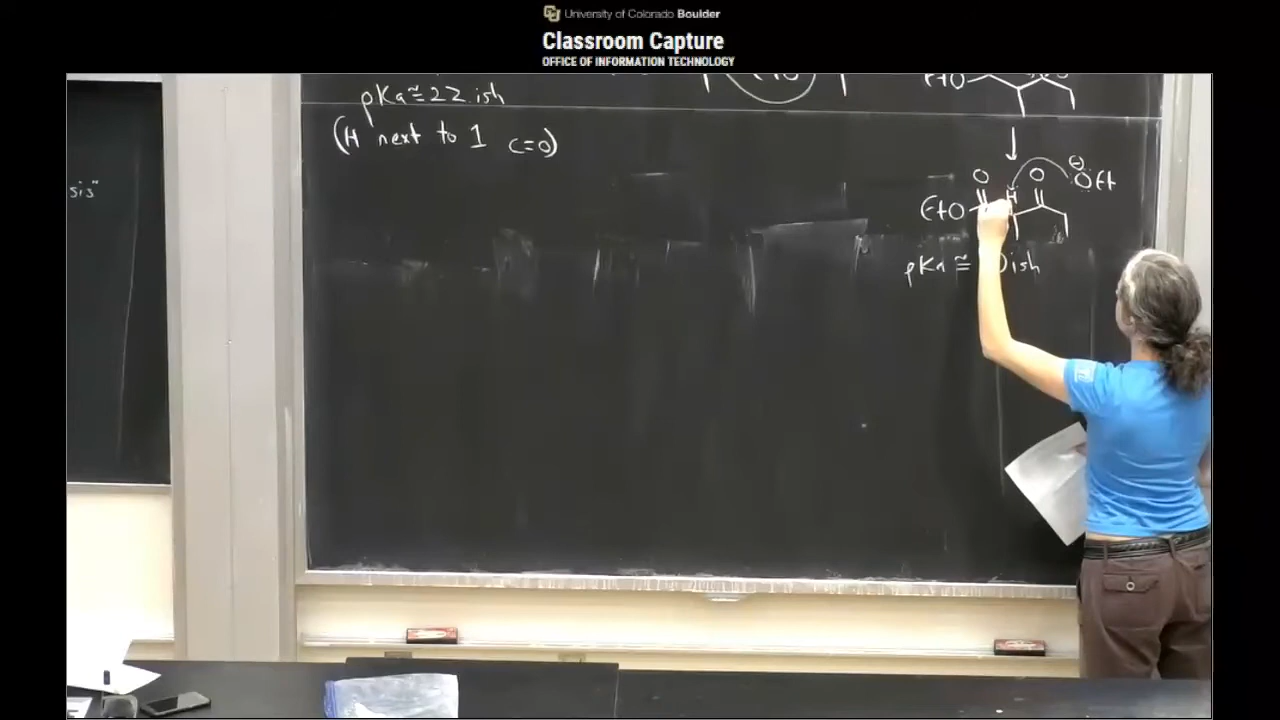 University of Colorado Boulder
Classroom Capture
OFFICE OF INFORMATION TECHNOLOGY
pKa ≅ 22 ish
(H next to 1 C=O)
sis"
EtO
O O ⊖
H :OEt
EtO
pKa ≅ ish